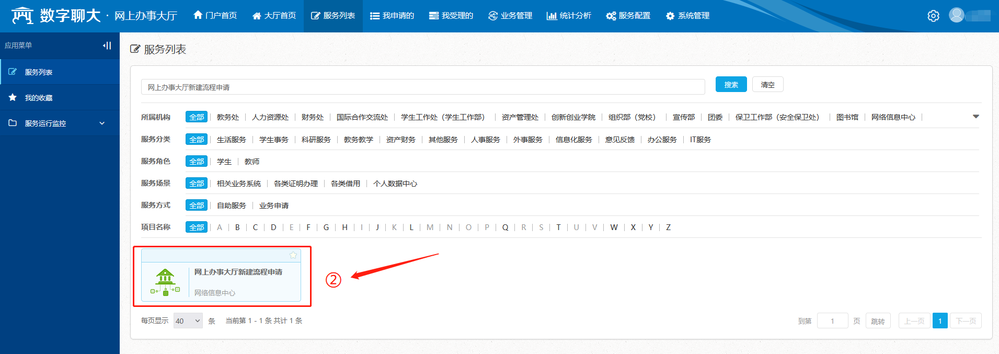 数字聊大 · 网上办事大厅 门户首页 大厅首页 服务列表 我申请的 我受理的 业务管理 统计分析 服务配置 系统管理
应用菜单
服务列表
我的收藏
服务运行监控
服务列表
网上办事大厅新建流程申请 搜索 清空
所属机构 全部 教务处 人力资源处 财务处 国际合作交流处 学生工作处（学生工作部） 资产管理处 创新创业学院 组织部（党校） 宣传部 团委 保卫工作部（安全保卫处） 图书馆 网络信息中心
服务分类 全部 生活服务 学生事务 科研服务 教务教学 资产财务 其他服务 人事服务 外事服务 信息化服务 意见反馈 办公服务 IT服务
服务角色 全部 学生 教师
服务场景 全部 相关业务系统 各类证明办理 各类借用 个人数据中心
服务方式 全部 自助服务 业务申请
项目名称 全部 A B C D E F G H I J K L M N O P Q R S T U V W X Y Z
网上办事大厅新建流程申请
网络信息中心
②
每页显示 40 条 当前第 1 - 1 条 共计 1 条 到第 1 页 跳转 上一页 1 下一页